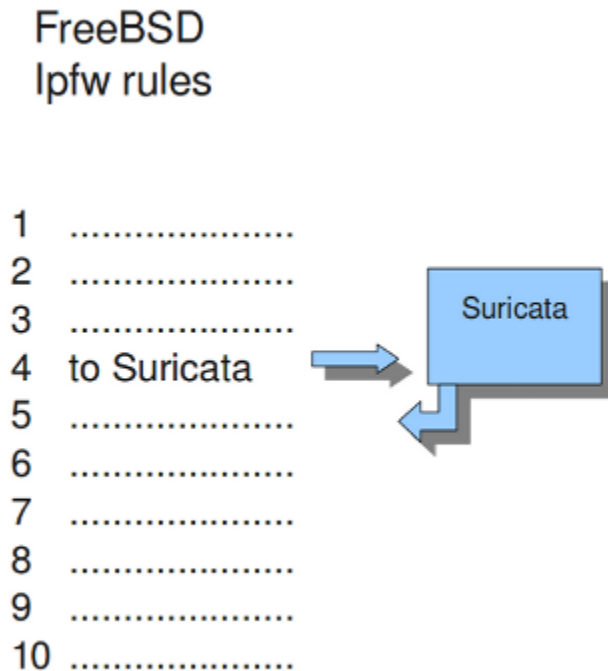 FreeBSD
Ipfw rules
1 .....................
2 .....................
3 .....................
4 to Suricata
Suricata
5 .....................
6 .....................
7 .....................
8 .....................
9 .....................
10 .....................